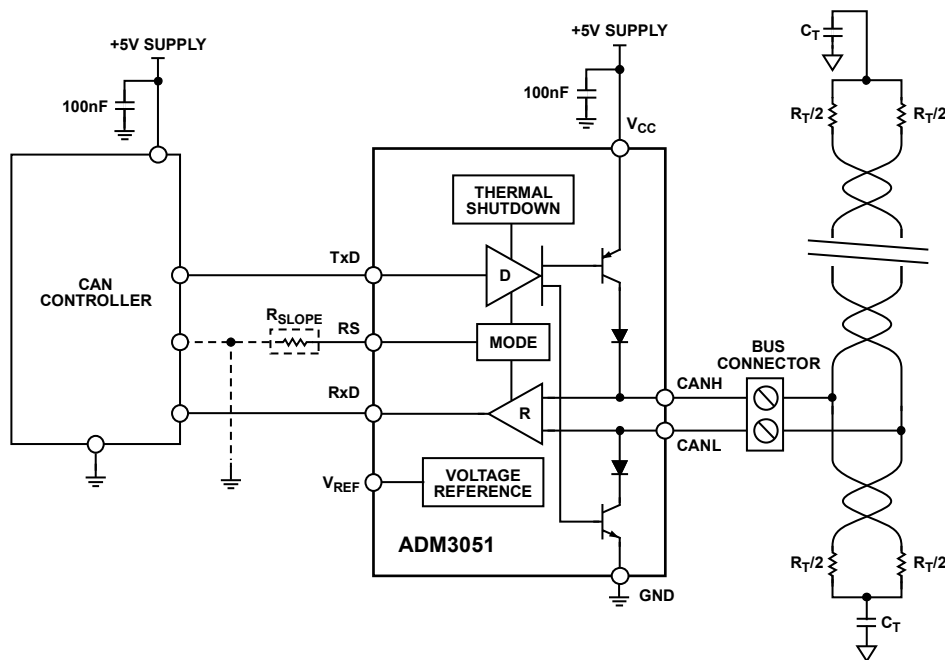 +5V SUPPLY
100nF
CAN
CONTROLLER
RSLOPE
TxD
RS
RxD
VREF
+5V SUPPLY
100nF
VCC
THERMAL
SHUTDOWN
D
MODE
R
VOLTAGE
REFERENCE
ADM3051
GND
CANH
CANL
BUS
CONNECTOR
CT
RT/2
RT/2
RT/2
RT/2
CT